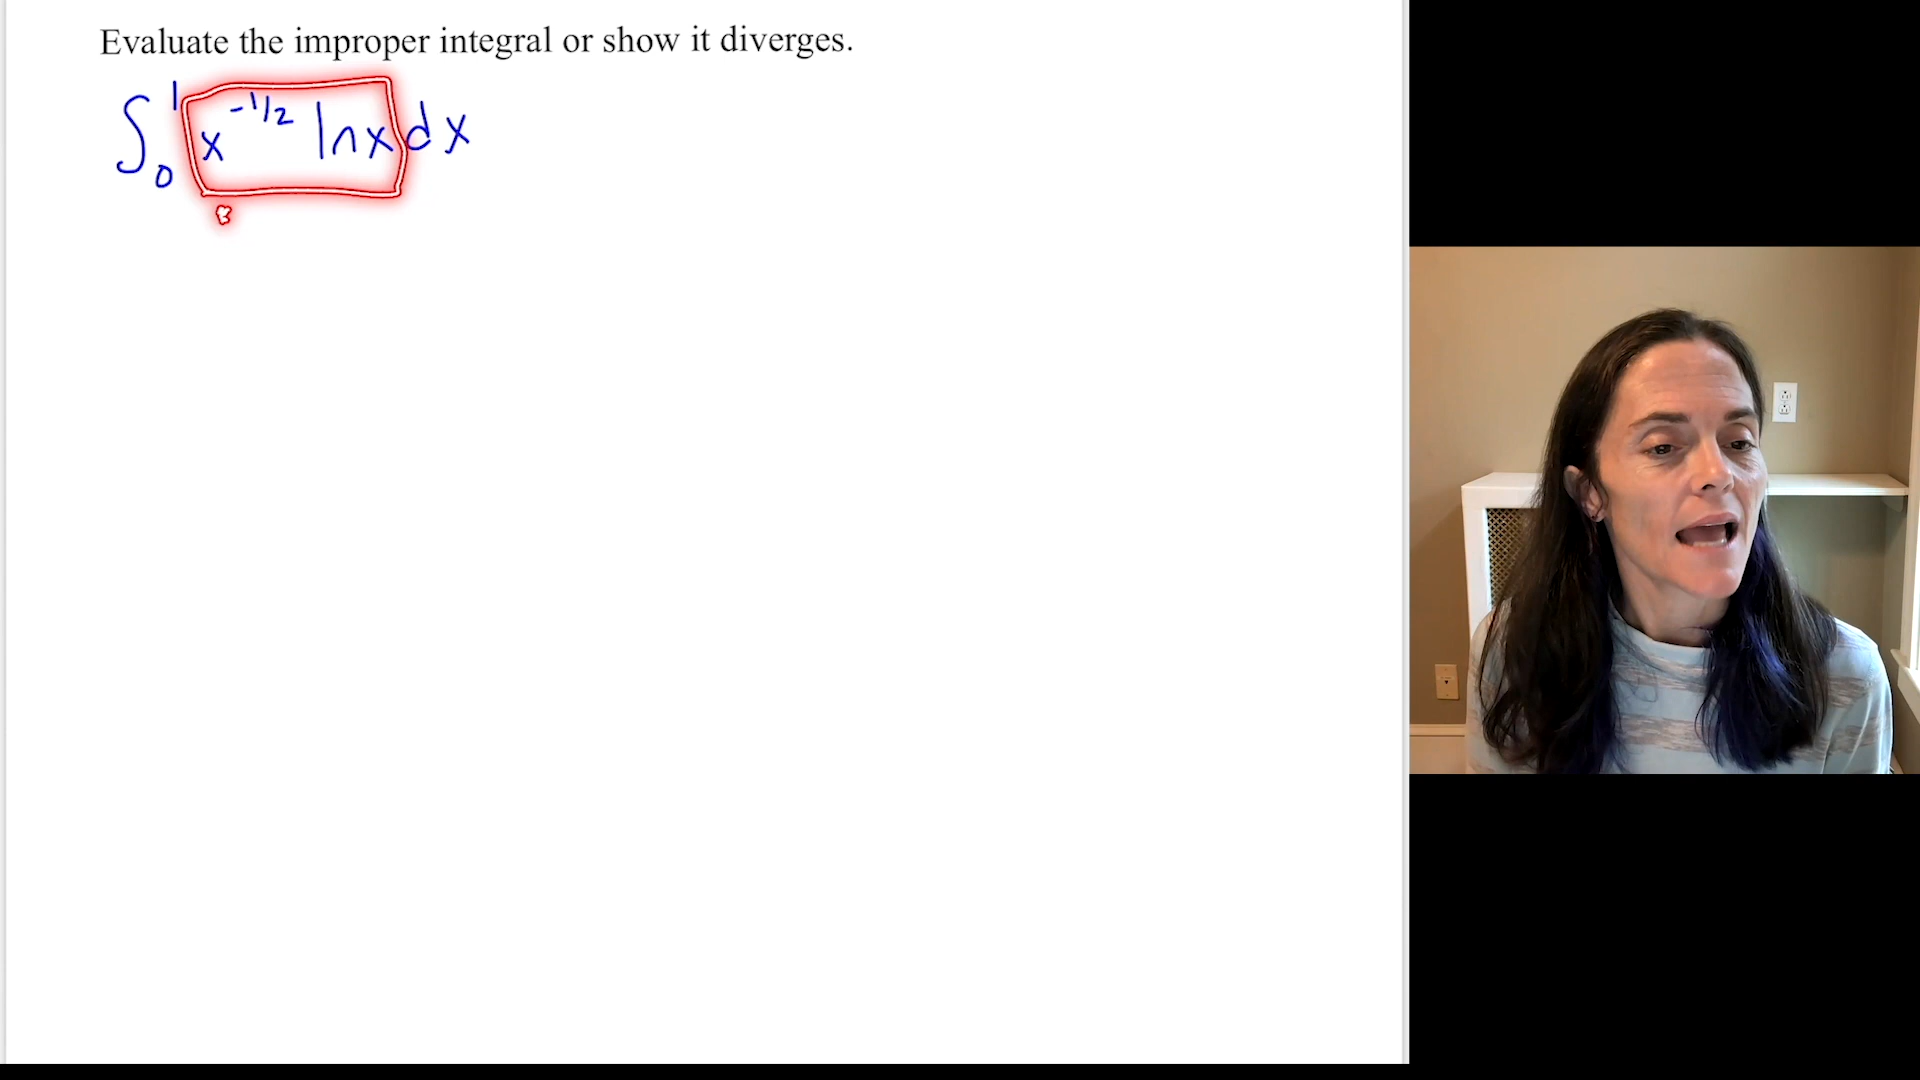 Evaluate the improper integral or show it diverges.
∫₀¹ x^(-1/2) ln x dx